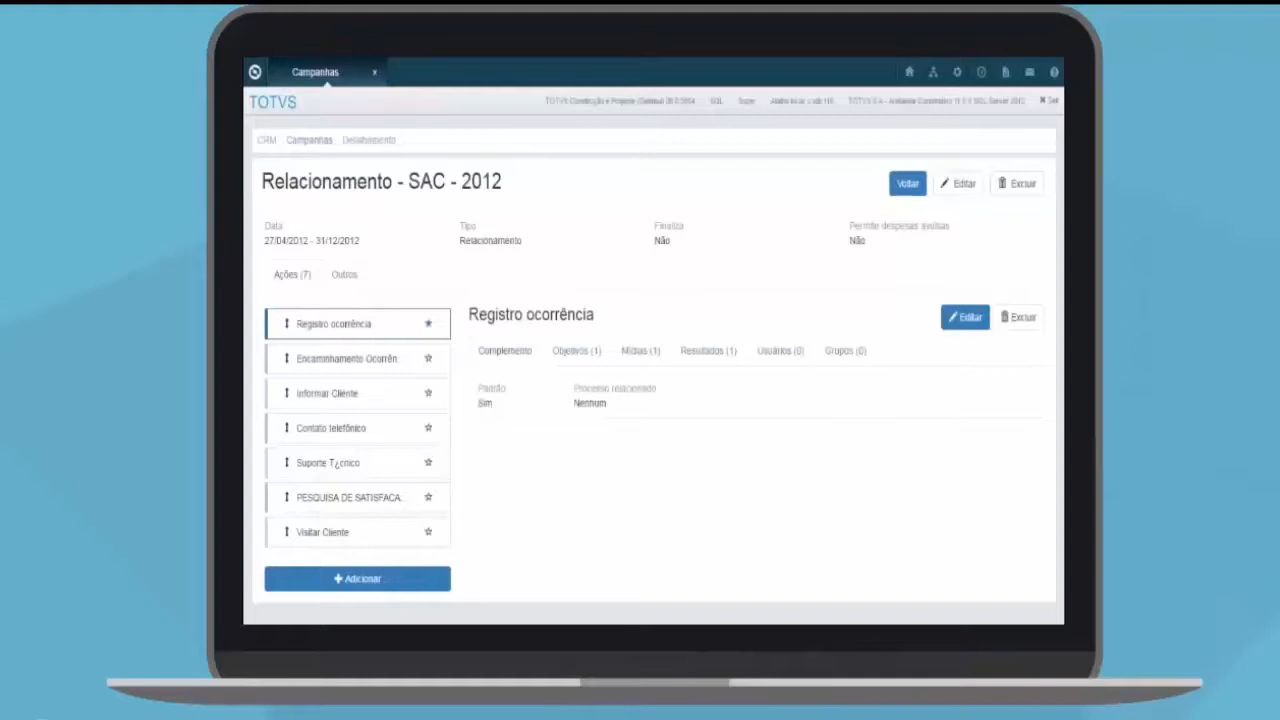 Campanhas x
TOTVS
Sair
CRM Campanhas Detalhamento
Relacionamento - SAC - 2012
Voltar Editar Excluir
Data Tipo Finaliza Permite despesas avulsas
27/04/2012 - 31/12/2012 Relacionamento Não Não
Ações (7) Outros
Registro ocorrência
Encaminhamento Ocorrên.
Informar Cliente
Contato telefônico
Suporte T¿cnico
PESQUISA DE SATISFACA.
Visitar Cliente
Adicionar
Registro ocorrência
Editar Excluir
Complemento Objetivos (1) Mídias (1) Resultados (1) Usuários (0) Grupos (0)
Padrão Processo relacionado
Sim Nenhum